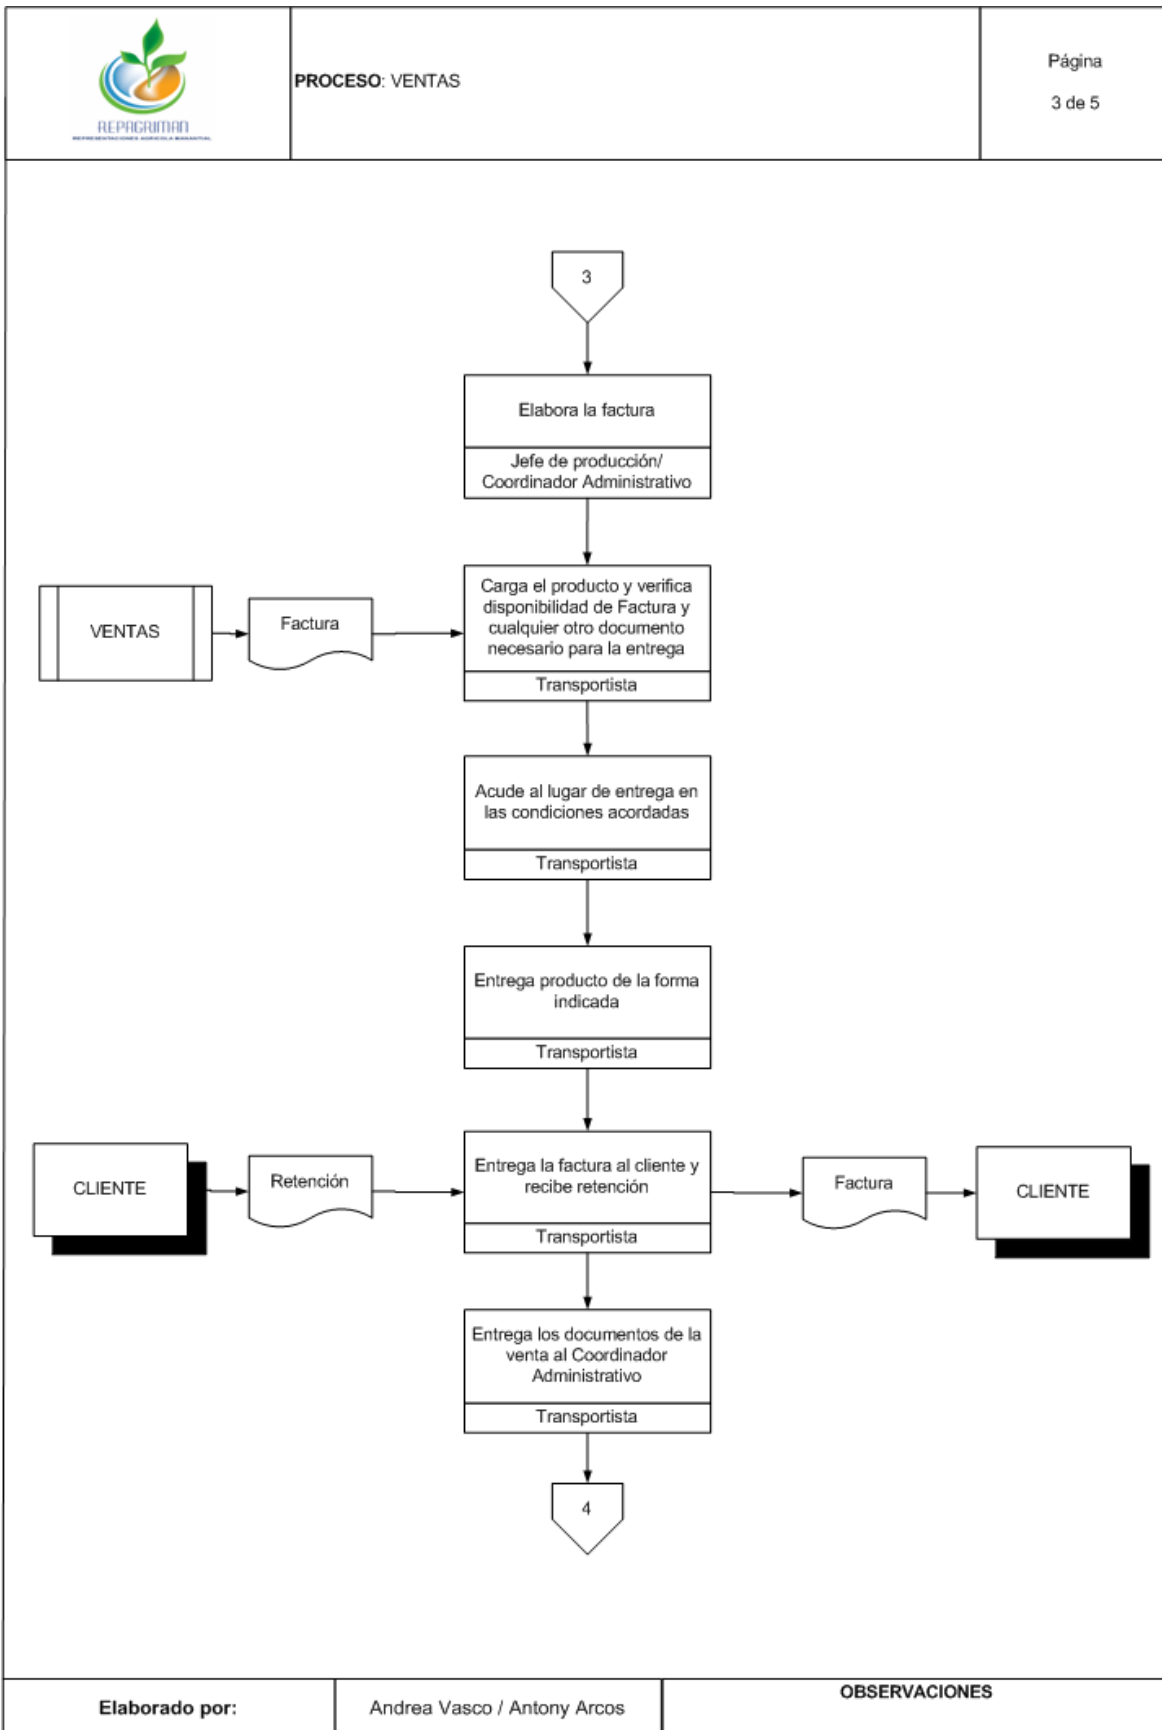 REPAGRIMAN
REPRESENTACIONES AGRICOLA MANANTIAL
PROCESO: VENTAS
Página
3 de 5
3
Elabora la factura
Jefe de producción/
Coordinador Administrativo
VENTAS
Factura
Carga el producto y verifica
disponibilidad de Factura y
cualquier otro documento
necesario para la entrega
Transportista
Acude al lugar de entrega en
las condiciones acordadas
Transportista
Entrega producto de la forma
indicada
Transportista
CLIENTE
Retención
Entrega la factura al cliente y
recibe retención
Transportista
Factura
CLIENTE
Entrega los documentos de la
venta al Coordinador
Administrativo
Transportista
4
Elaborado por:
Andrea Vasco / Antony Arcos
OBSERVACIONES